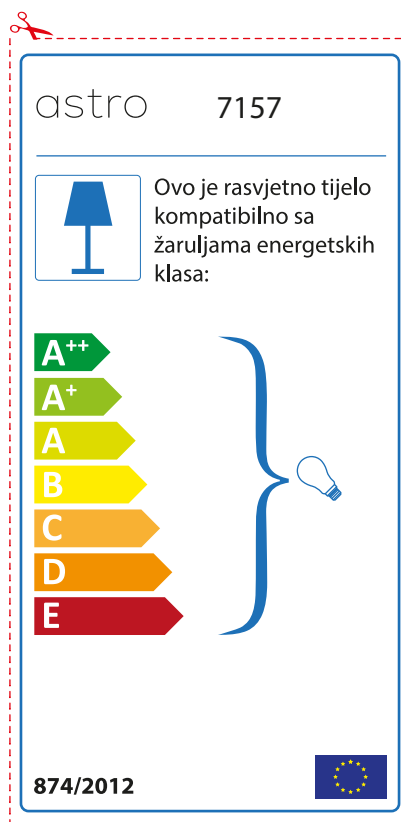 astro 7157
Ovo je rasvjetno tijelo
kompatibilno sa
žaruljama energetskih
klasa:
A++
A+
A
B
C
D
E
874/2012